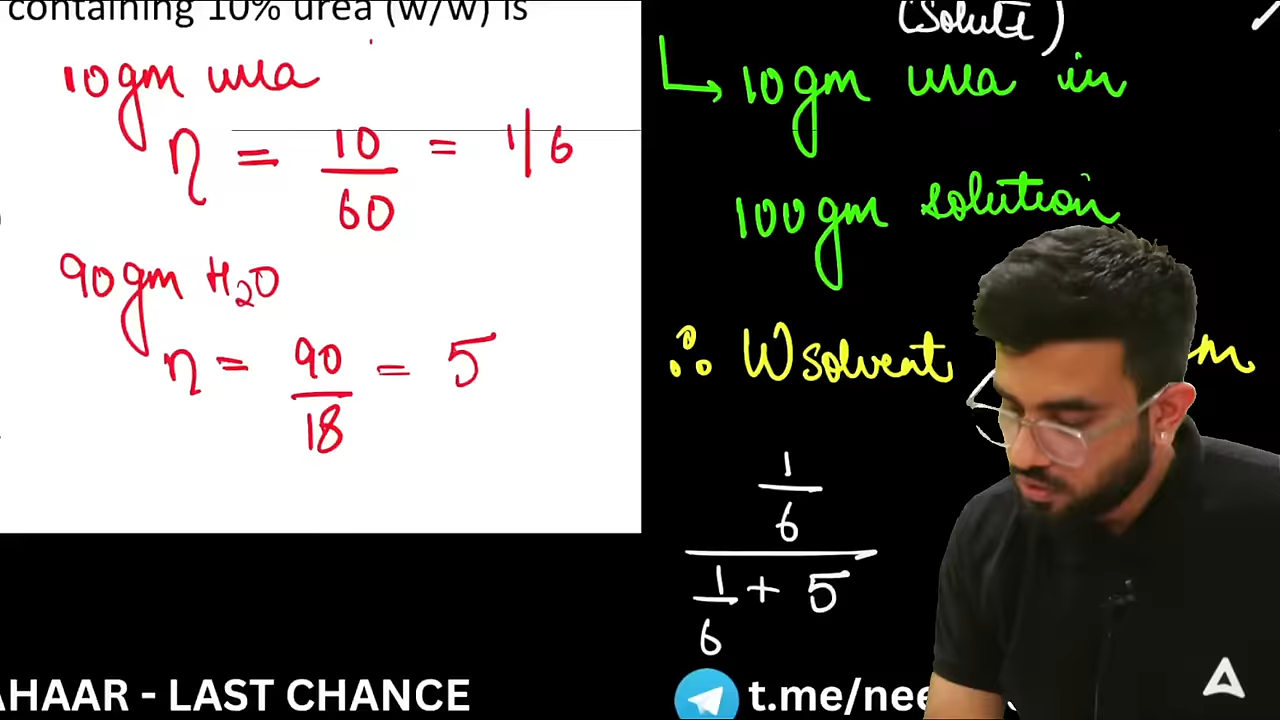 containing 10% urea (w/w) is
10gm urea
n = 10/60 = 1/6
90gm H₂O
n = 90/18 = 5
(Solute)
↳ 10gm urea in
100gm solution
∴ Wsolvent
1/6
1/6 + 5
AHAAR - LAST CHANCE
t.me/nee